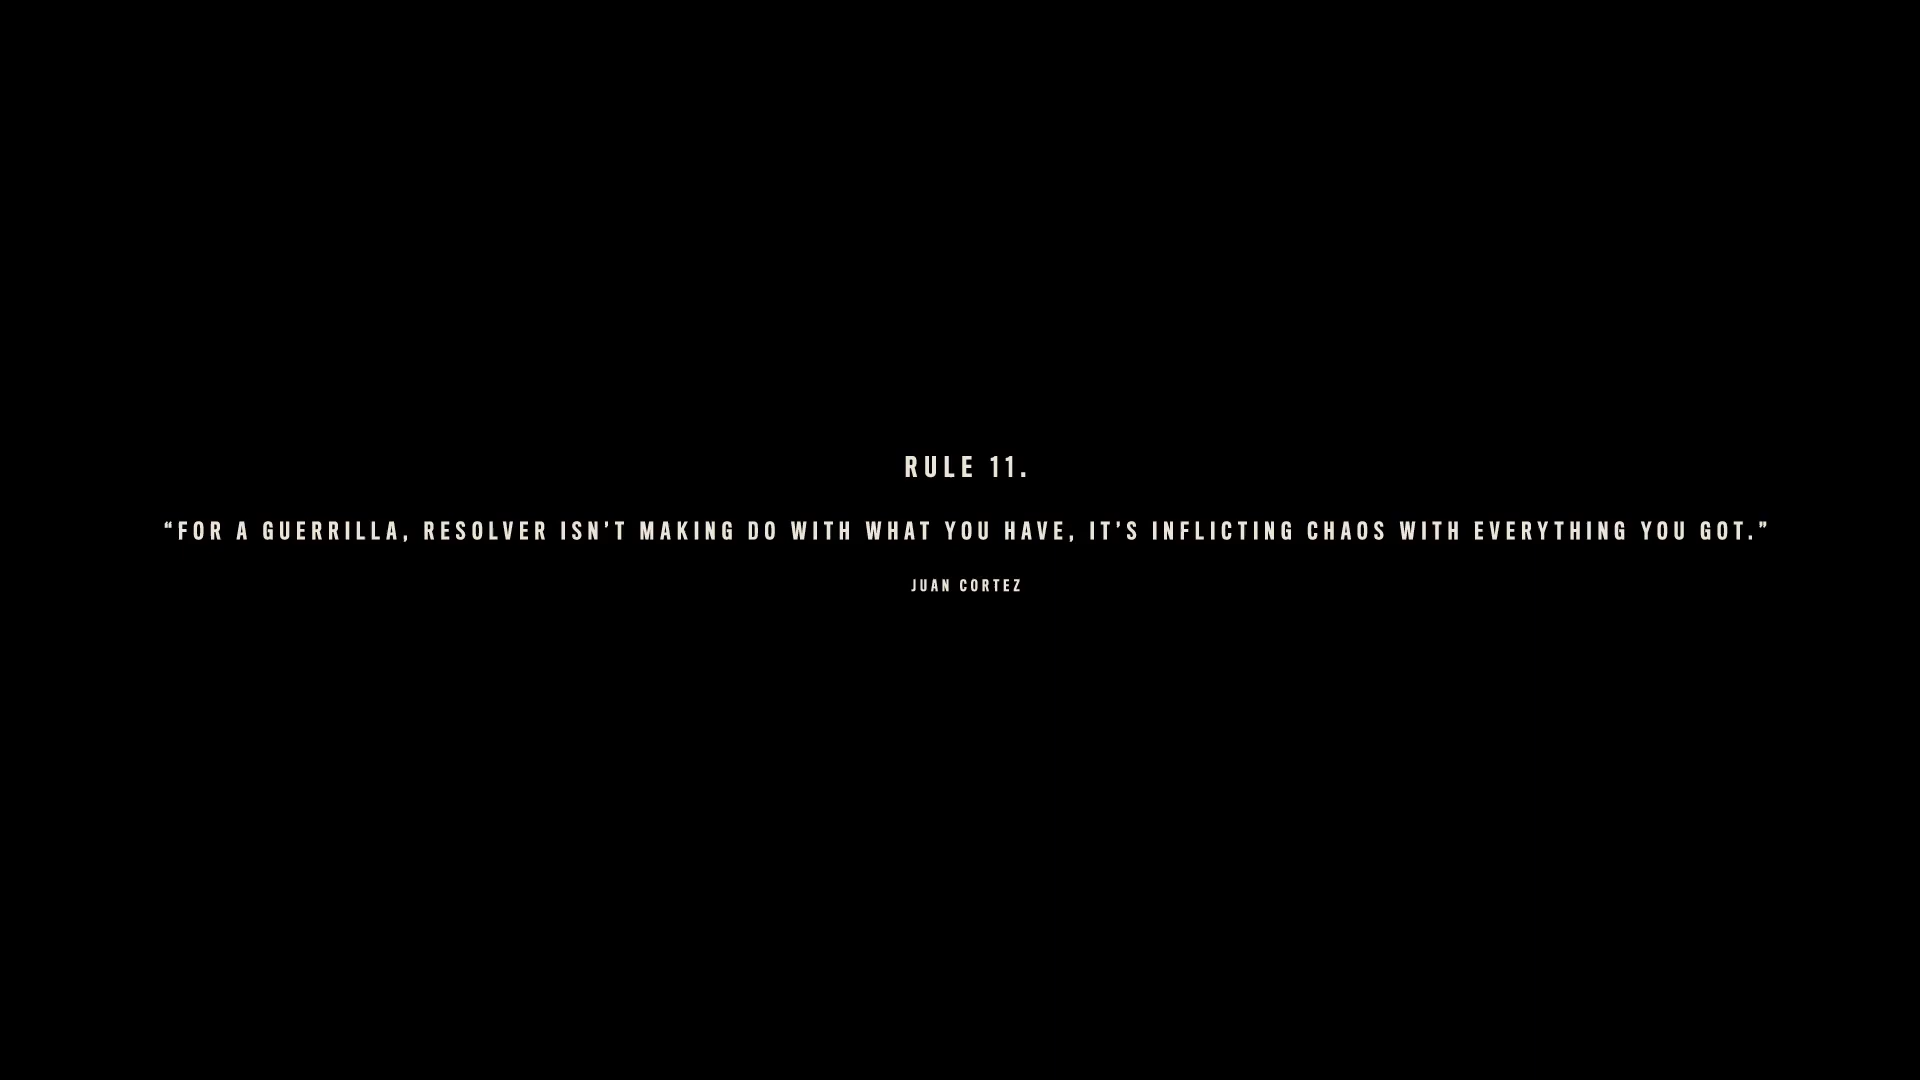 RULE 11.
“FOR A GUERRILLA, RESOLVER ISN’T MAKING DO WITH WHAT YOU HAVE, IT’S INFLICTING CHAOS WITH EVERYTHING YOU GOT.”
JUAN CORTEZ